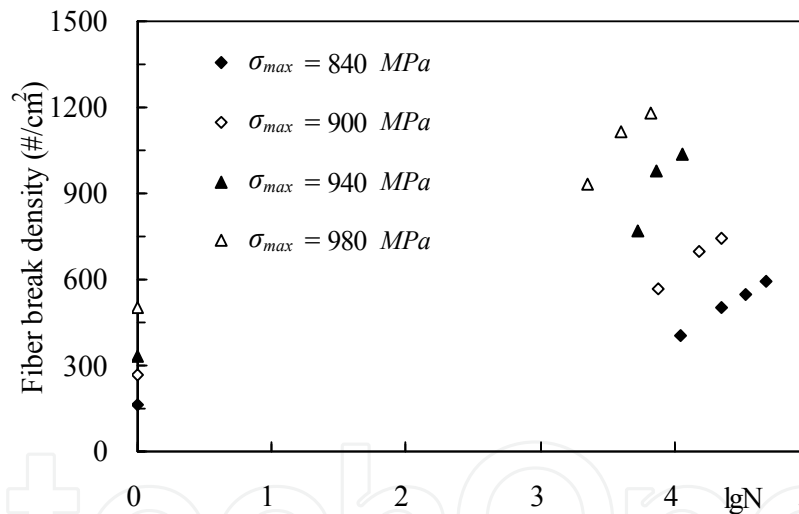 1500
1200
900
600
300
0
Fiber break density (#/cm²)
◆ σmax = 840 MPa
◇ σmax = 900 MPa
▲ σmax = 940 MPa
△ σmax = 980 MPa
0 1 2 3 4 lgN